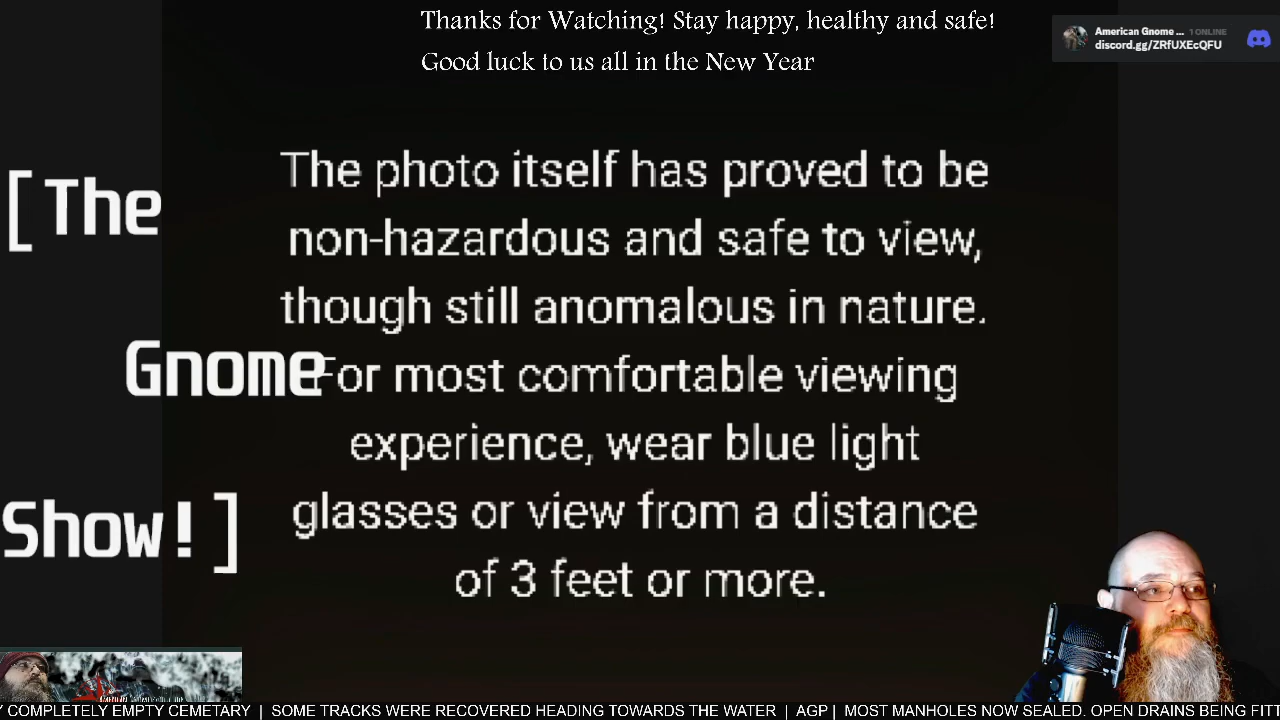 Thanks for Watching! Stay happy, healthy and safe!
Good luck to us all in the New Year
American Gnome ... 1 ONLINE
discord.gg/ZRfUXEcQFU
[The
Gnome
Show!]
The photo itself has proved to be
non-hazardous and safe to view,
though still anomalous in nature.
For most comfortable viewing
experience, wear blue light
glasses or view from a distance
of 3 feet or more.
Y COMPLETELY EMPTY CEMETARY | SOME TRACKS WERE RECOVERED HEADING TOWARDS THE WATER | AGP | MOST MANHOLES NOW SEALED. OPEN DRAINS BEING FITT